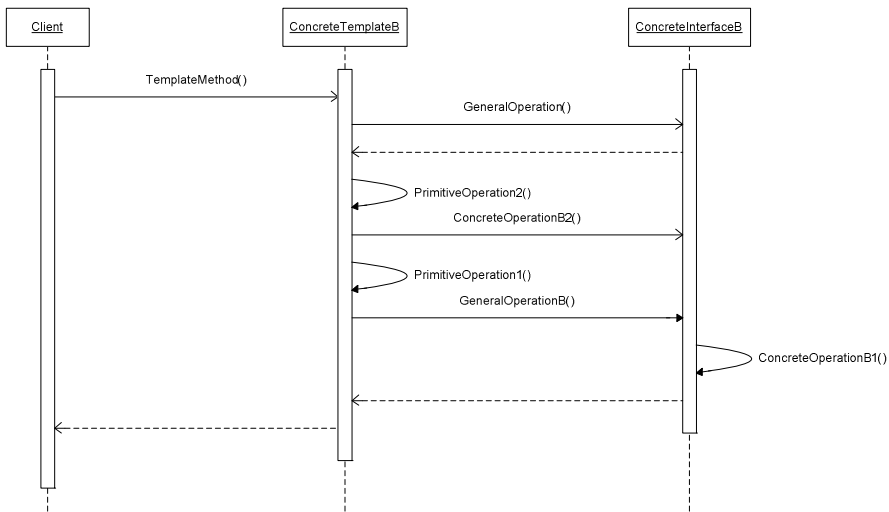 Client
ConcreteTemplateB
ConcreteInterfaceB
TemplateMethod()
GeneralOperation()
PrimitiveOperation2()
ConcreteOperationB2()
PrimitiveOperation1()
GeneralOperationB()
ConcreteOperationB1()